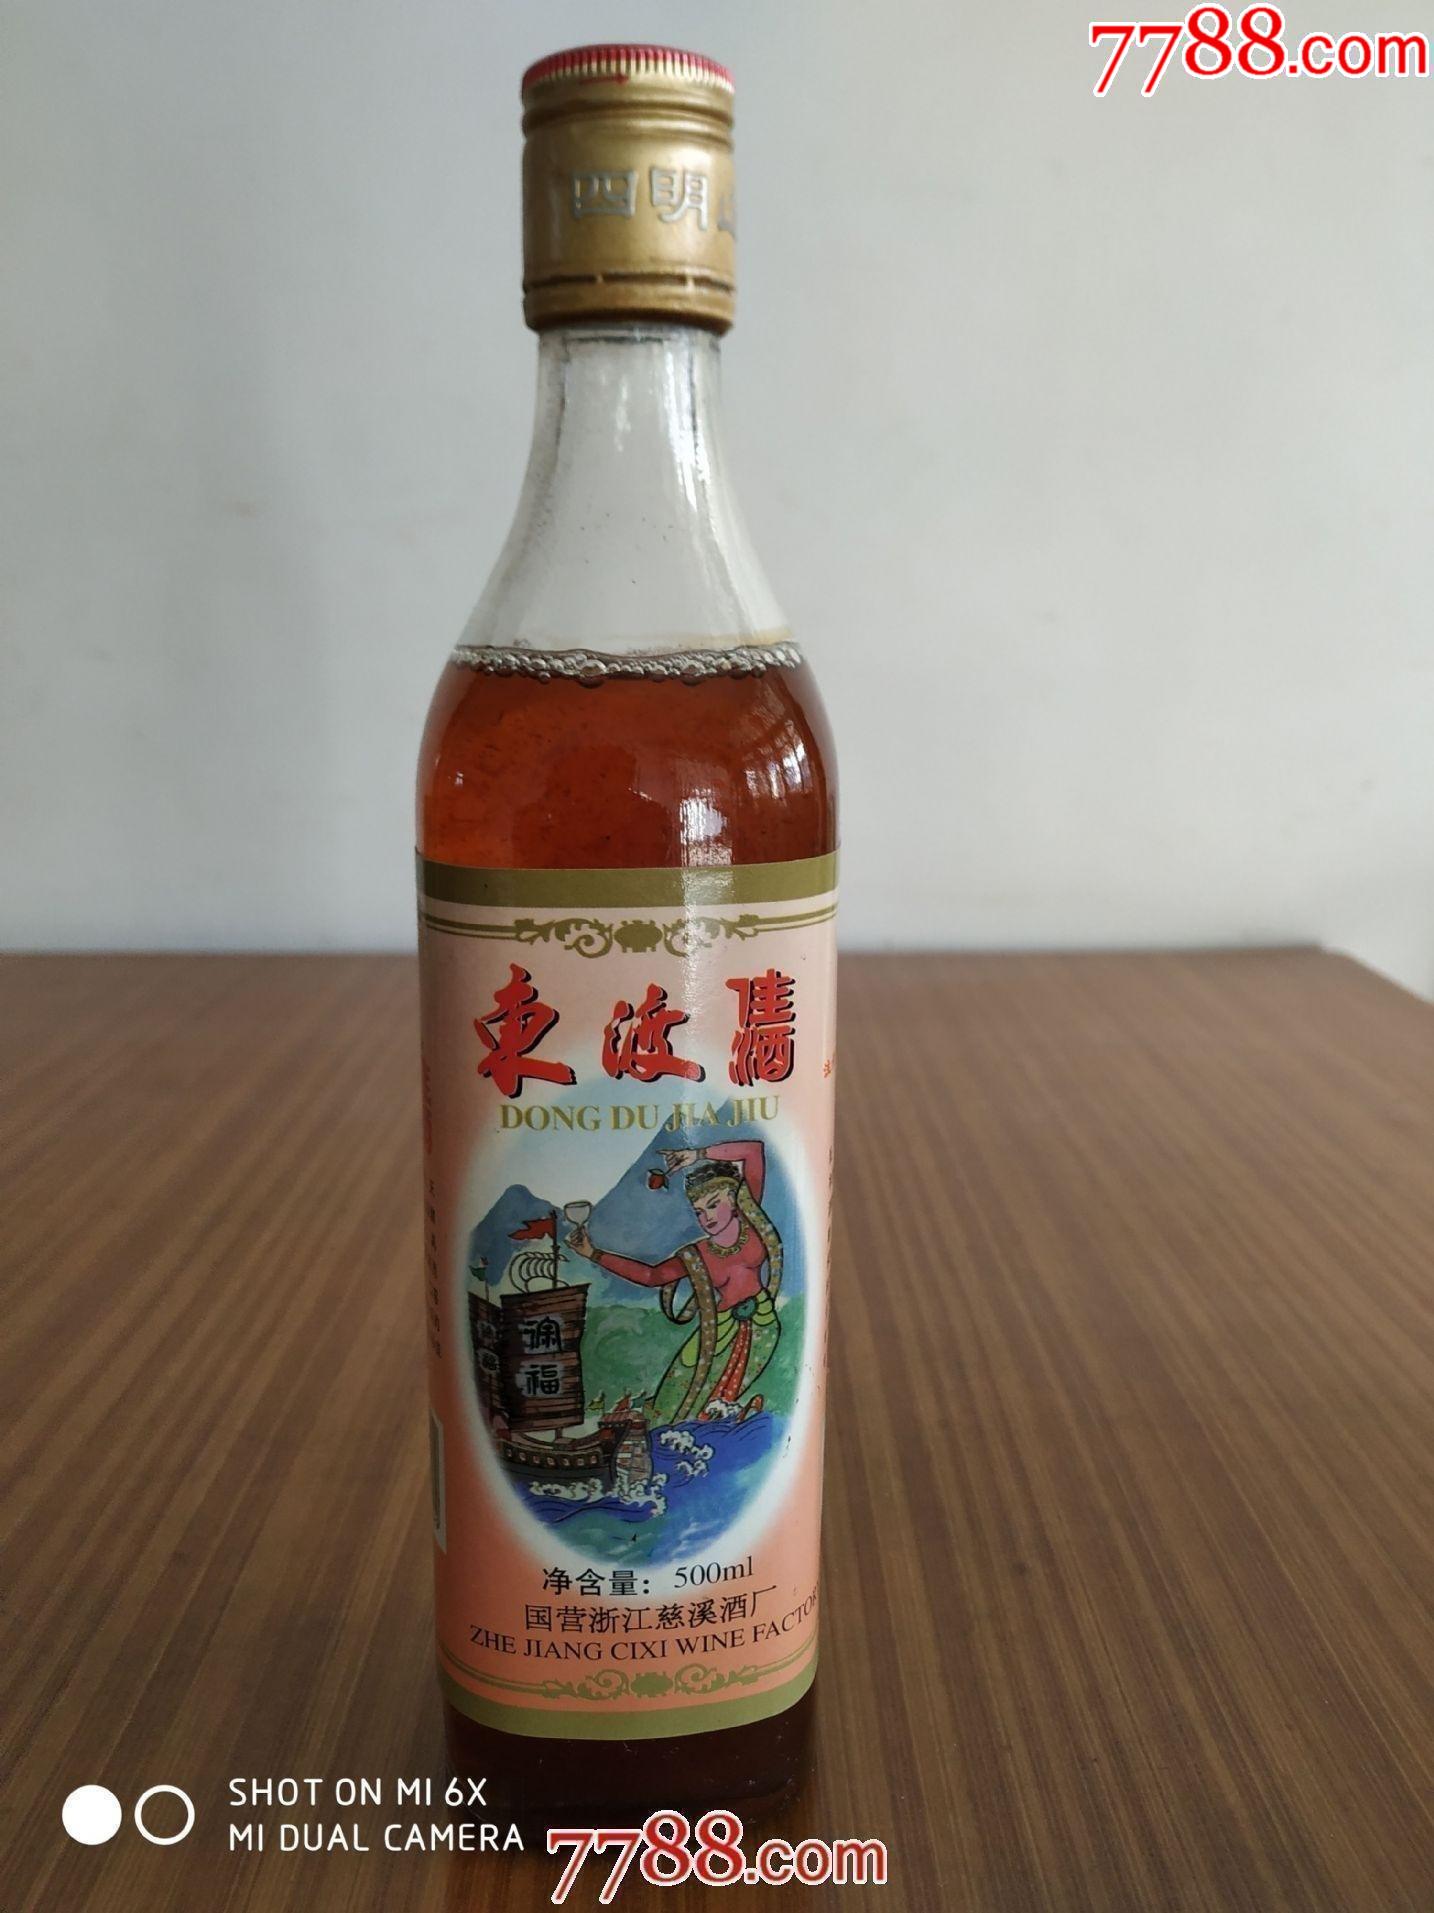 7788.com
四明
東渡佳酒
DONG DU JIA JIU
徐福
净含量：500ml
国营浙江慈溪酒厂
ZHE JIANG CIXI WINE FACTORY
SHOT ON MI 6X
MI DUAL CAMERA
7788.com